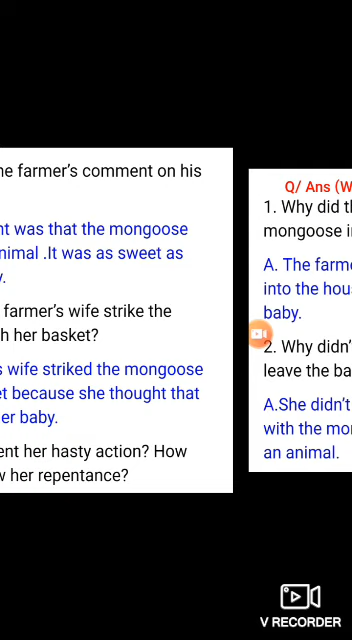 he farmer's comment on his
nt was that the mongoose
nimal .It was as sweet as
y.
farmer's wife strike the
h her basket?
s wife striked the mongoose
et because she thought that
er baby.
ent her hasty action? How
w her repentance?
Q/ Ans (W
1. Why did th
mongoose i
A. The farme
into the hou
baby.
2. Why didn'
leave the ba
A.She didn't
with the mo
an animal.
V RECORDER